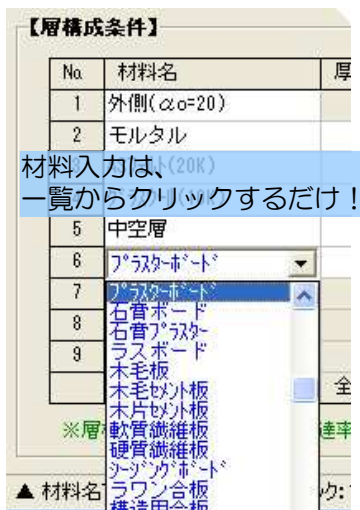 【層構成条件】
No. 材料名 厚
1 外側(αo=20)
2 モルタル
材料入力は、
一覧からクリックするだけ！
5 中空層
6 ﾌﾟﾗｽﾀｰﾎﾞｰﾄﾞ
7 ﾌﾟﾗｽﾀｰﾎﾞｰﾄﾞ
石膏ボード
8 石膏ﾌﾟﾗｽﾀｰ
9 ラスボード
木毛板
木毛ｾﾒﾝﾄ板 全
木片ｾﾒﾝﾄ板
※層 軟質繊維板 達率
硬質繊維板
ｼｰｼﾞﾝｸﾞﾎﾞｰﾄﾞ
▲ 材料名 ラワン合板 ック:
構造用合板